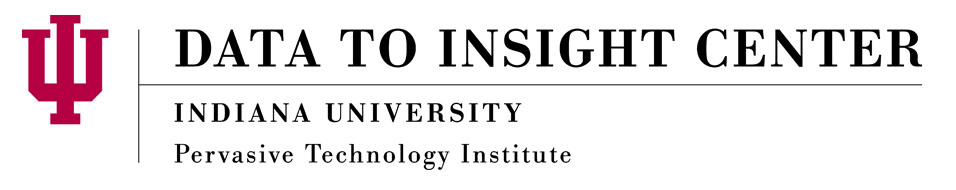 DATA TO INSIGHT CENTER
INDIANA UNIVERSITY
Pervasive Technology Institute